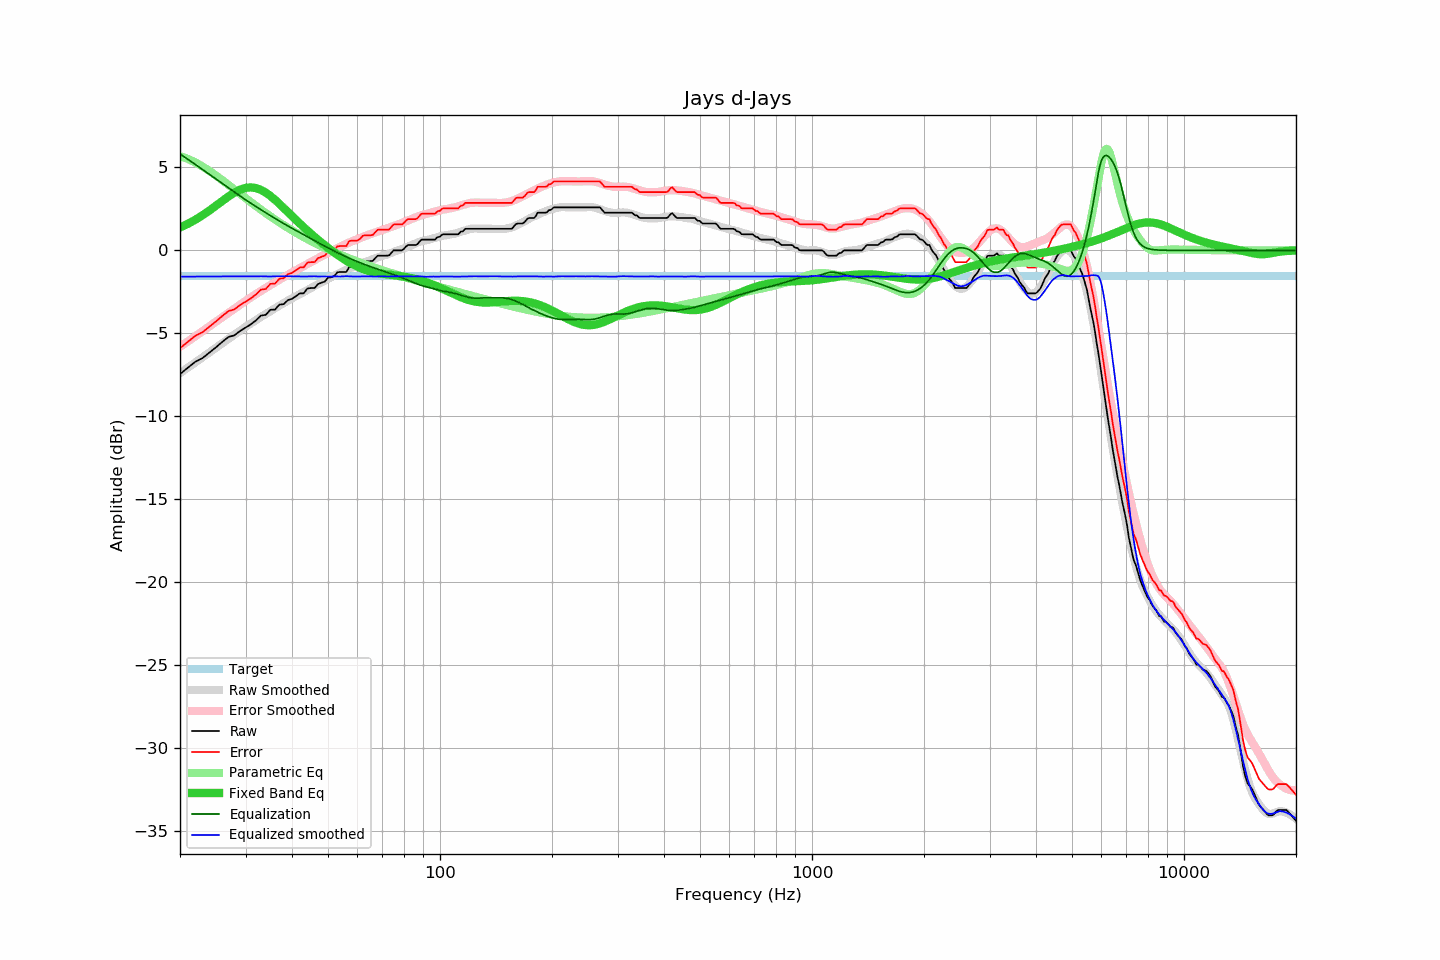 Jays d-Jays
5
0
−5
−10
−15
−20
−25
−30
−35
Amplitude (dBr)
Target
Raw Smoothed
Error Smoothed
Raw
Error
Parametric Eq
Fixed Band Eq
Equalization
Equalized smoothed
100
1000
10000
Frequency (Hz)